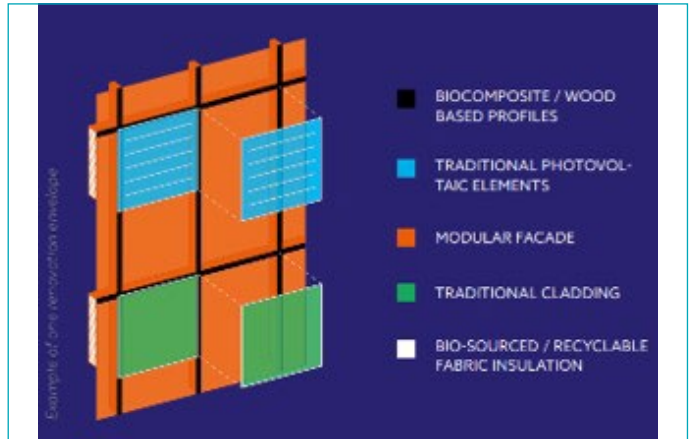 Example of one renovation envelope
BIOCOMPOSITE / WOOD
BASED PROFILES
TRADITIONAL PHOTOVOL-
TAIC ELEMENTS
MODULAR FACADE
TRADITIONAL CLADDING
BIO-SOURCED / RECYCLABLE
FABRIC INSULATION